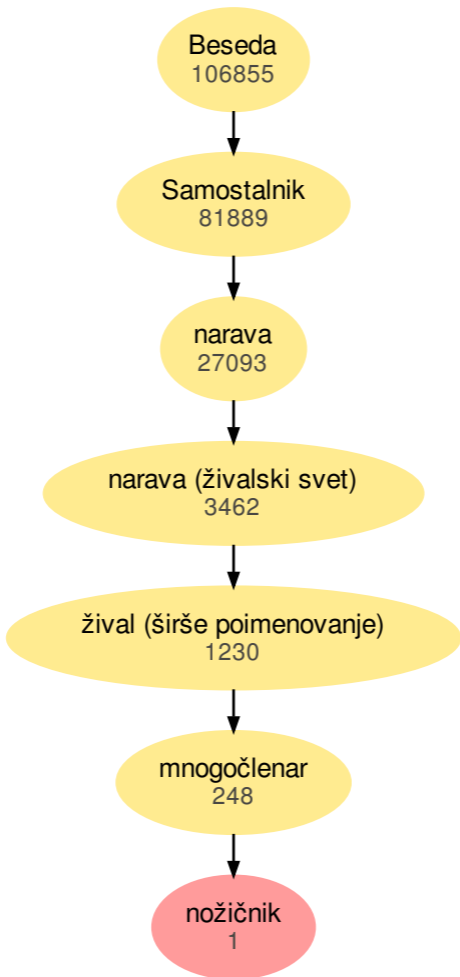 Beseda
106855
Samostalnik
81889
narava
27093
narava (živalski svet)
3462
žival (širše poimenovanje)
1230
mnogočlenar
248
nožičnik
1